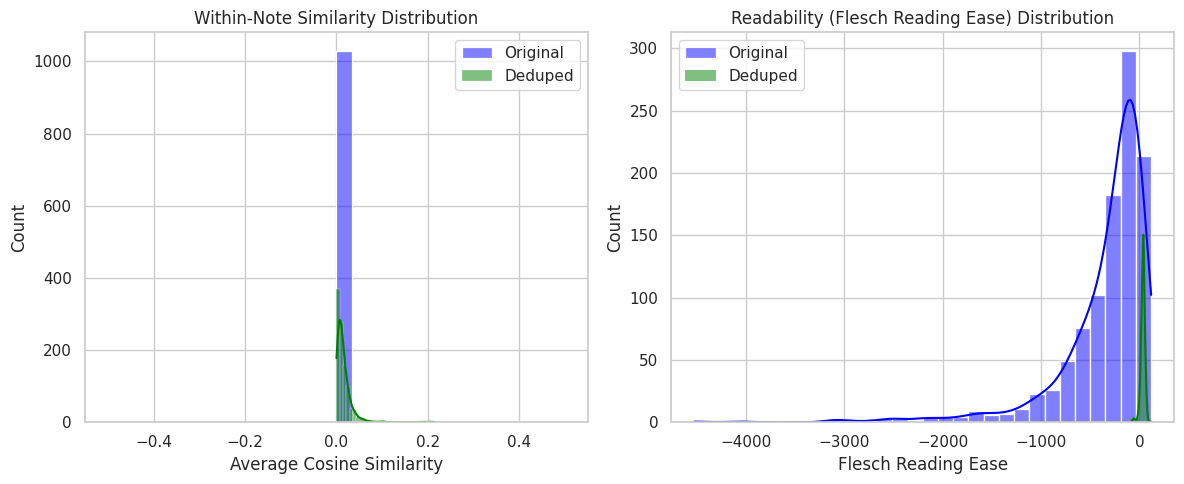 Within-Note Similarity Distribution
Original
Deduped
Count
1000
800
600
400
200
0
−0.4
−0.2
0.0
0.2
0.4
Average Cosine Similarity
Readability (Flesch Reading Ease) Distribution
Original
Deduped
Count
300
250
200
150
100
50
0
−4000
−3000
−2000
−1000
0
Flesch Reading Ease